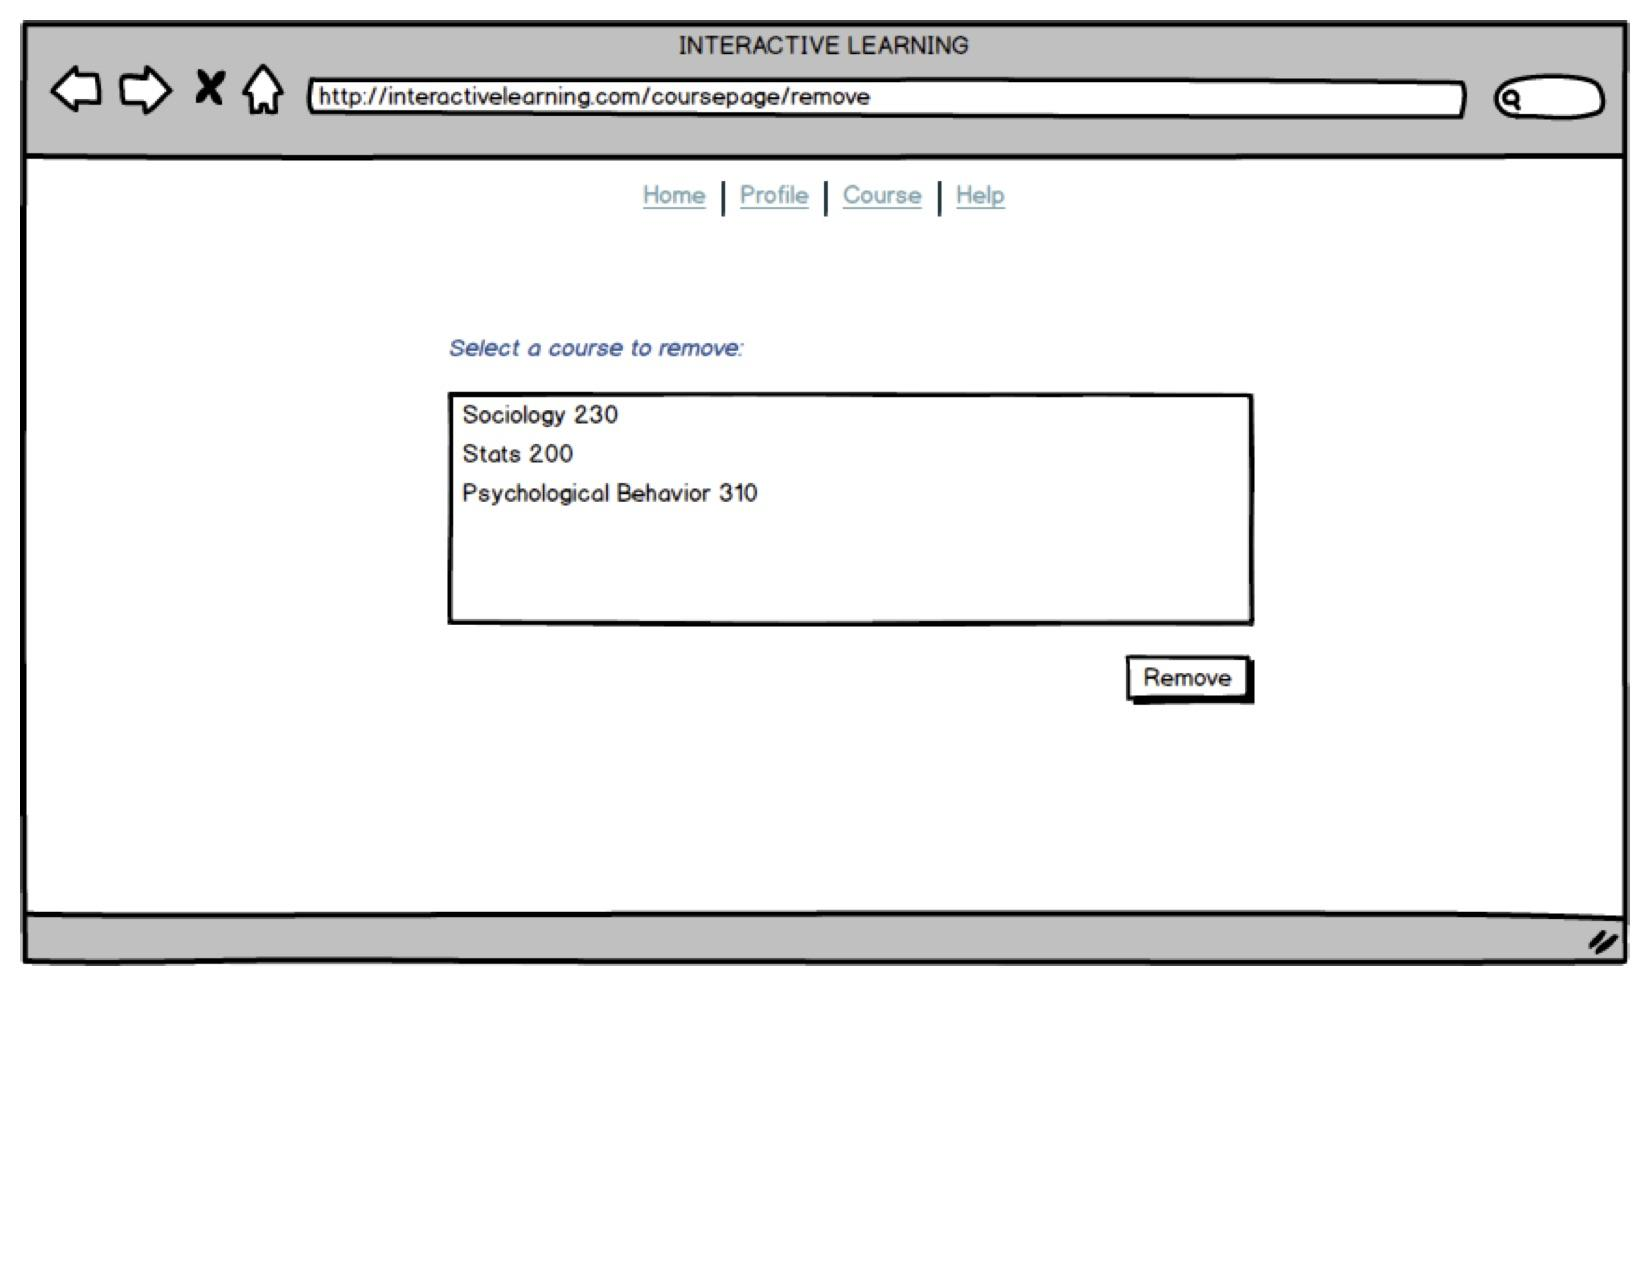 INTERACTIVE LEARNING
http://interactivelearning.com/coursepage/remove
Home | Profile | Course | Help
Select a course to remove:
Sociology 230
Stats 200
Psychological Behavior 310
Remove